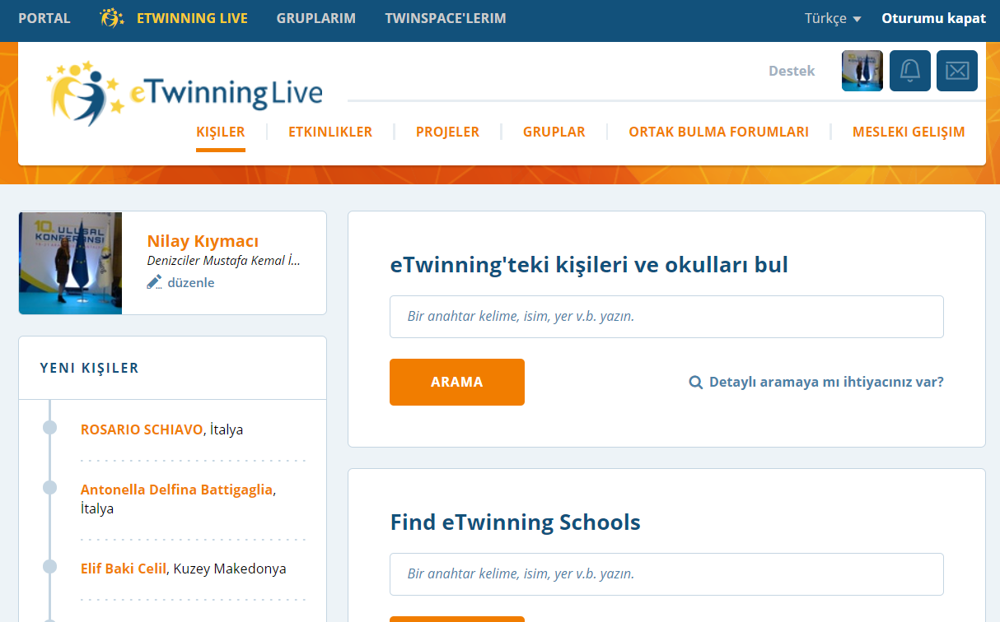 PORTAL
ETWINNING LIVE
GRUPLARIM
TWINSPACE'LERIM
Türkçe
Oturumu kapat
eTwinningLive
Destek
KIŞILER
ETKINLIKLER
PROJELER
GRUPLAR
ORTAK BULMA FORUMLARI
MESLEKI GELIŞIM
10. ULUSAL
KONFERANSI
Nilay Kıymacı
Denizciler Mustafa Kemal İ...
düzenle
YENI KIŞILER
ROSARIO SCHIAVO, İtalya
Antonella Delfina Battigaglia,
İtalya
Elif Baki Celil, Kuzey Makedonya
eTwinning'teki kişileri ve okulları bul
Bir anahtar kelime, isim, yer v.b. yazın.
ARAMA
Detaylı aramaya mı ihtiyacınız var?
Find eTwinning Schools
Bir anahtar kelime, isim, yer v.b. yazın.